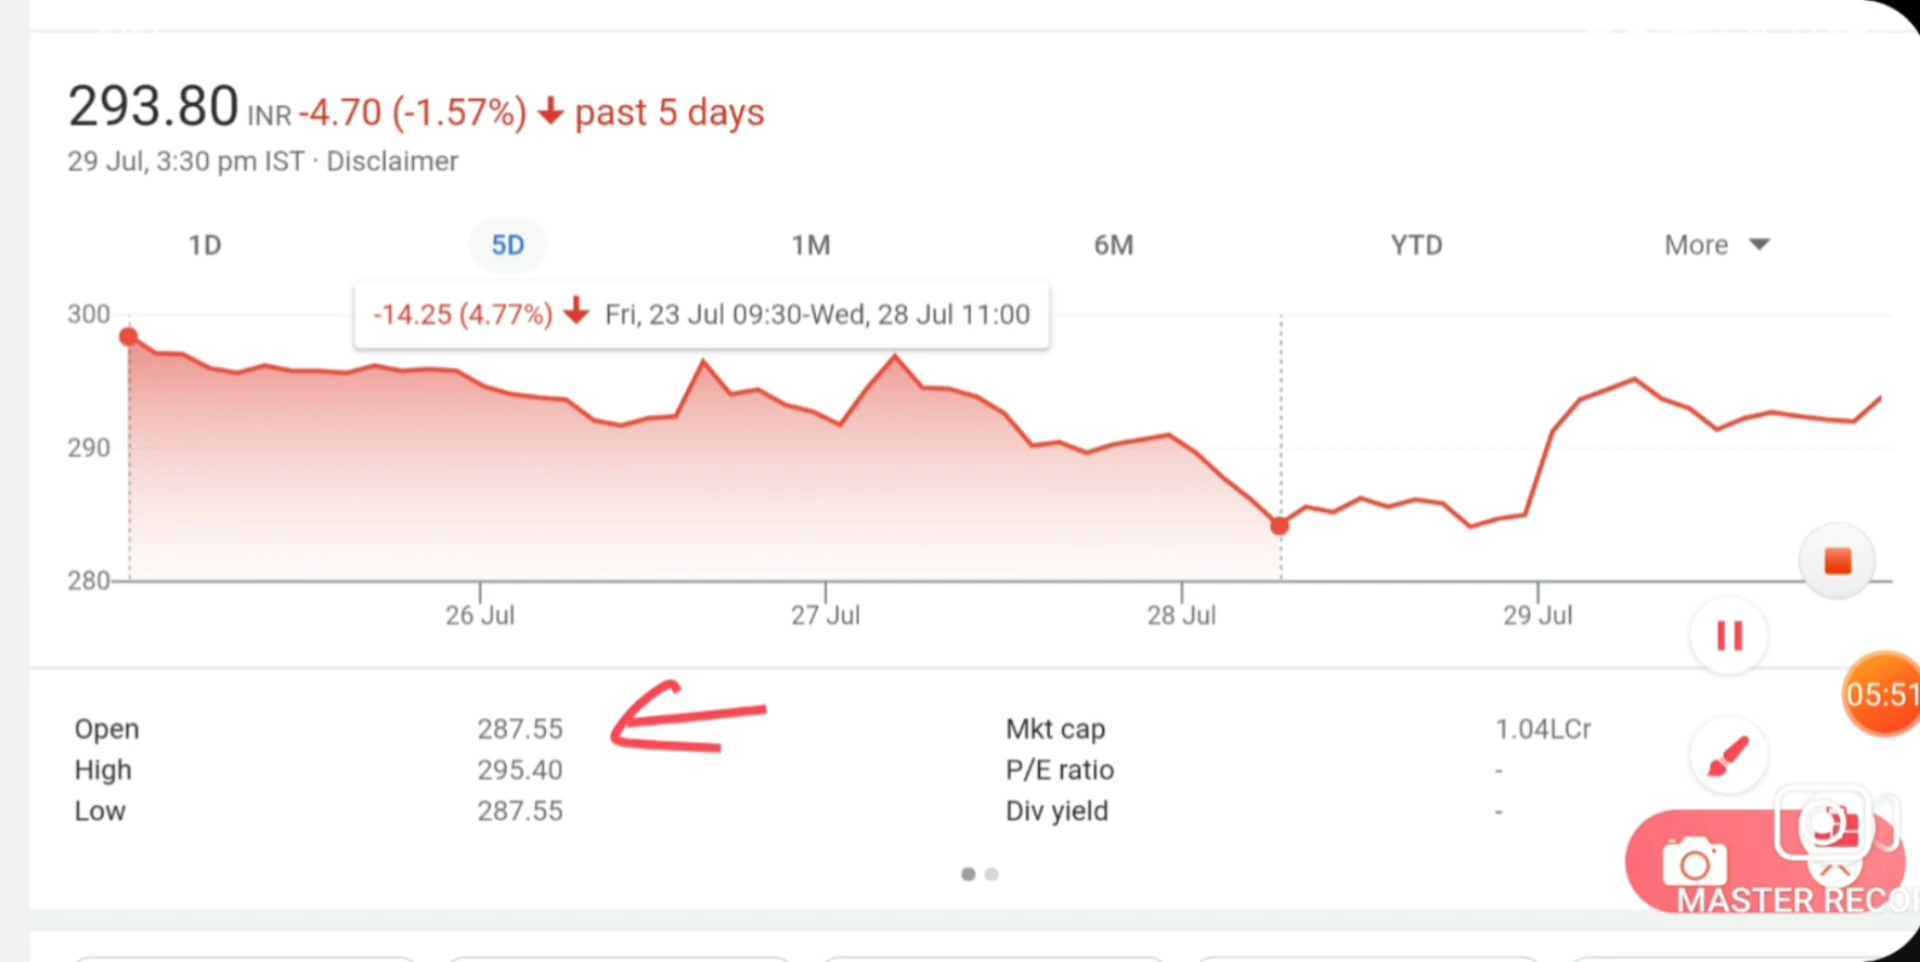 293.80 INR -4.70 (-1.57%) past 5 days
29 Jul, 3:30 pm IST · Disclaimer
1D 5D 1M 6M YTD More
-14.25 (4.77%) Fri, 23 Jul 09:30-Wed, 28 Jul 11:00
300
290
280
26 Jul 27 Jul 28 Jul 29 Jul
05:51
Open 287.55 Mkt cap 1.04LCr
High 295.40 P/E ratio -
Low 287.55 Div yield -
MASTER RECOR